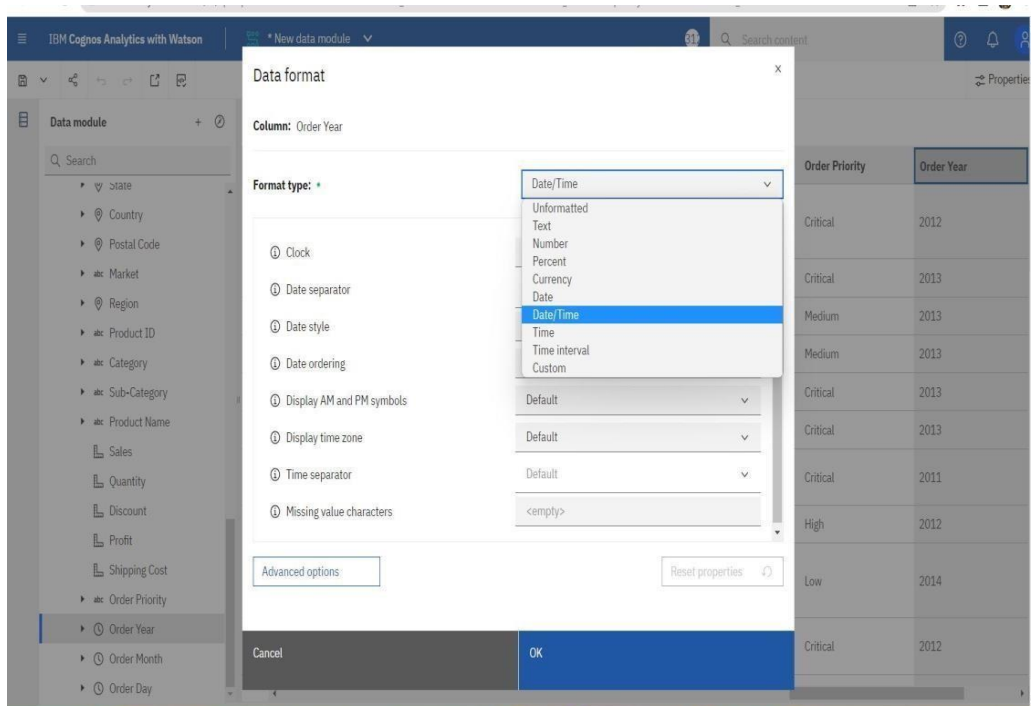 IBM Cognos Analytics with Watson
* New data module
Search content
Properties
Data module
Search
State
Country
Postal Code
Market
Region
Product ID
Category
Sub-Category
Product Name
Sales
Quantity
Discount
Profit
Shipping Cost
Order Priority
Order Year
Order Month
Order Day
Data format
x
Column: Order Year
Format type:
Date/Time
Unformatted
Text
Number
Percent
Currency
Date
Date/Time
Time
Time interval
Custom
Clock
Date separator
Date style
Date ordering
Display AM and PM symbols
Default
Display time zone
Default
Time separator
Default
Missing value characters
<empty>
Advanced options
Reset properties
Cancel
OK
Order Priority
Order Year
Critical
2012
Critical
2013
Medium
2013
Medium
2013
Critical
2013
Critical
2013
Critical
2011
High
2012
Low
2014
Critical
2012